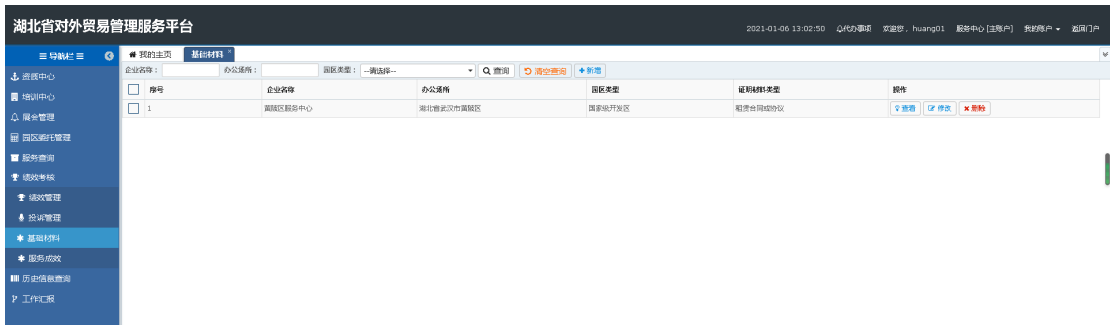 湖北省对外贸易管理服务平台
2021-01-06 13:02:50 代办事项 欢迎您, huang01 服务中心 [主账户] 我的账户 返回门户
导航栏
我的主页 基础材料 ×
企业名称： 办公场所： 园区类型： --请选择-- 查询 清空查询 新增
序号 企业名称 办公场所 园区类型 证明材料类型 操作
1 黄陂区服务中心 湖北省武汉市黄陂区 国家级开发区 租赁合同或协议 查看 修改 删除
资质中心
培训中心
展会管理
园区委托管理
服务查询
绩效考核
绩效管理
投诉管理
基础材料
服务成效
历史信息查询
工作汇报